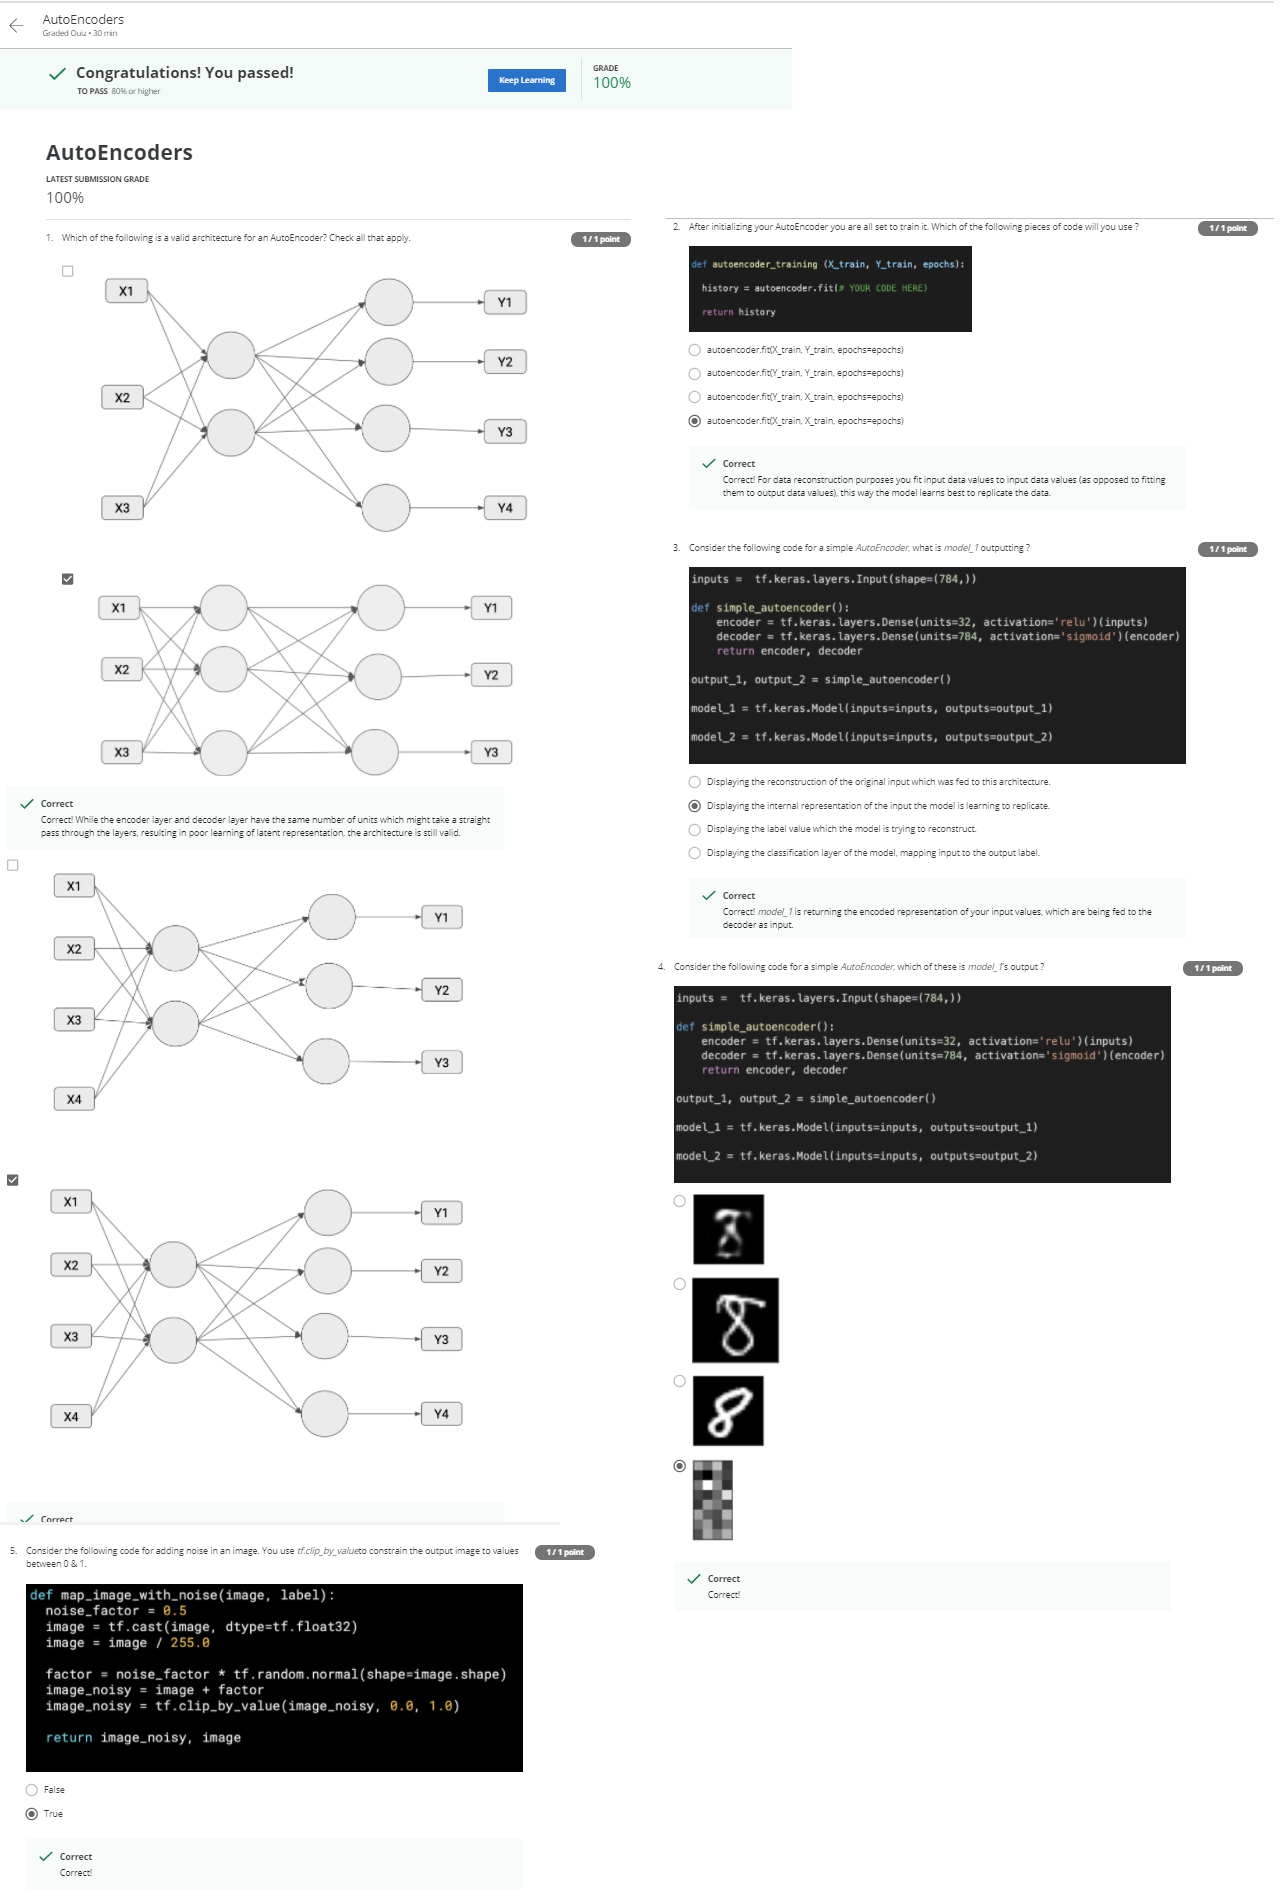 AutoEncoders
Graded Quiz • 30 min
Congratulations! You passed!
TO PASS 80% or higher
Keep Learning
GRADE
100%
AutoEncoders
LATEST SUBMISSION GRADE
100%
1. Which of the following is a valid architecture for an AutoEncoder? Check all that apply.
1 / 1 point
X1
Y1
Y2
X2
Y3
X3
Y4
X1
Y1
X2
Y2
X3
Y3
Correct
Correct! While the encoder layer and decoder layer have the same number of units which might take a straight
pass through the layers, resulting in poor learning of latent representation, the architecture is still valid.
X1
Y1
X2
Y2
X3
Y3
X4
X1
Y1
X2
Y2
X3
Y3
X4
Y4
Correct
5. Consider the following code for adding noise in an image. You use tf.clip_by_valueto constrain the output image to values
between 0 & 1.
1 / 1 point
def map_image_with_noise(image, label):
noise_factor = 0.5
image = tf.cast(image, dtype=tf.float32)
image = image / 255.0
factor = noise_factor * tf.random.normal(shape=image.shape)
image_noisy = image + factor
image_noisy = tf.clip_by_value(image_noisy, 0.0, 1.0)
return image_noisy, image
False
True
Correct
Correct!
2. After initializing your AutoEncoder you are all set to train it. Which of the following pieces of code will you use ?
1 / 1 point
def autoencoder_training (X_train, Y_train, epochs):
history = autoencoder.fit(# YOUR CODE HERE)
return history
autoencoder.fit(X_train, Y_train, epochs=epochs)
autoencoder.fit(Y_train, Y_train, epochs=epochs)
autoencoder.fit(Y_train, X_train, epochs=epochs)
autoencoder.fit(X_train, X_train, epochs=epochs)
Correct
Correct! For data reconstruction purposes you fit input data values to input data values (as opposed to fitting
them to output data values), this way the model learns best to replicate the data.
3. Consider the following code for a simple AutoEncoder, what is model_1 outputting ?
1 / 1 point
inputs = tf.keras.layers.Input(shape=(784,))
def simple_autoencoder():
encoder = tf.keras.layers.Dense(units=32, activation='relu')(inputs)
decoder = tf.keras.layers.Dense(units=784, activation='sigmoid')(encoder)
return encoder, decoder
output_1, output_2 = simple_autoencoder()
model_1 = tf.keras.Model(inputs=inputs, outputs=output_1)
model_2 = tf.keras.Model(inputs=inputs, outputs=output_2)
Displaying the reconstruction of the original input which was fed to this architecture.
Displaying the internal representation of the input the model is learning to replicate.
Displaying the label value which the model is trying to reconstruct.
Displaying the classification layer of the model, mapping input to the output label.
Correct
Correct! model_1 is returning the encoded representation of your input values, which are being fed to the
decoder as input.
4. Consider the following code for a simple AutoEncoder, which of these is model_1's output ?
1 / 1 point
inputs = tf.keras.layers.Input(shape=(784,))
def simple_autoencoder():
encoder = tf.keras.layers.Dense(units=32, activation='relu')(inputs)
decoder = tf.keras.layers.Dense(units=784, activation='sigmoid')(encoder)
return encoder, decoder
output_1, output_2 = simple_autoencoder()
model_1 = tf.keras.Model(inputs=inputs, outputs=output_1)
model_2 = tf.keras.Model(inputs=inputs, outputs=output_2)
8
8
8
Correct
Correct!